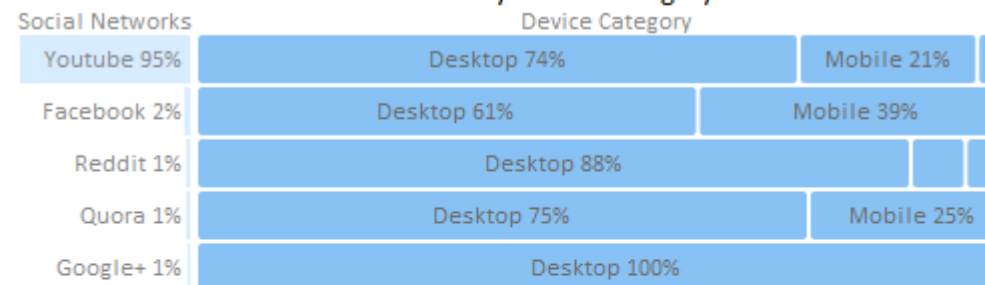 Social Networks Device Category
Youtube 95% Desktop 74% Mobile 21%
Facebook 2% Desktop 61% Mobile 39%
Reddit 1% Desktop 88%
Quora 1% Desktop 75% Mobile 25%
Google+ 1% Desktop 100%